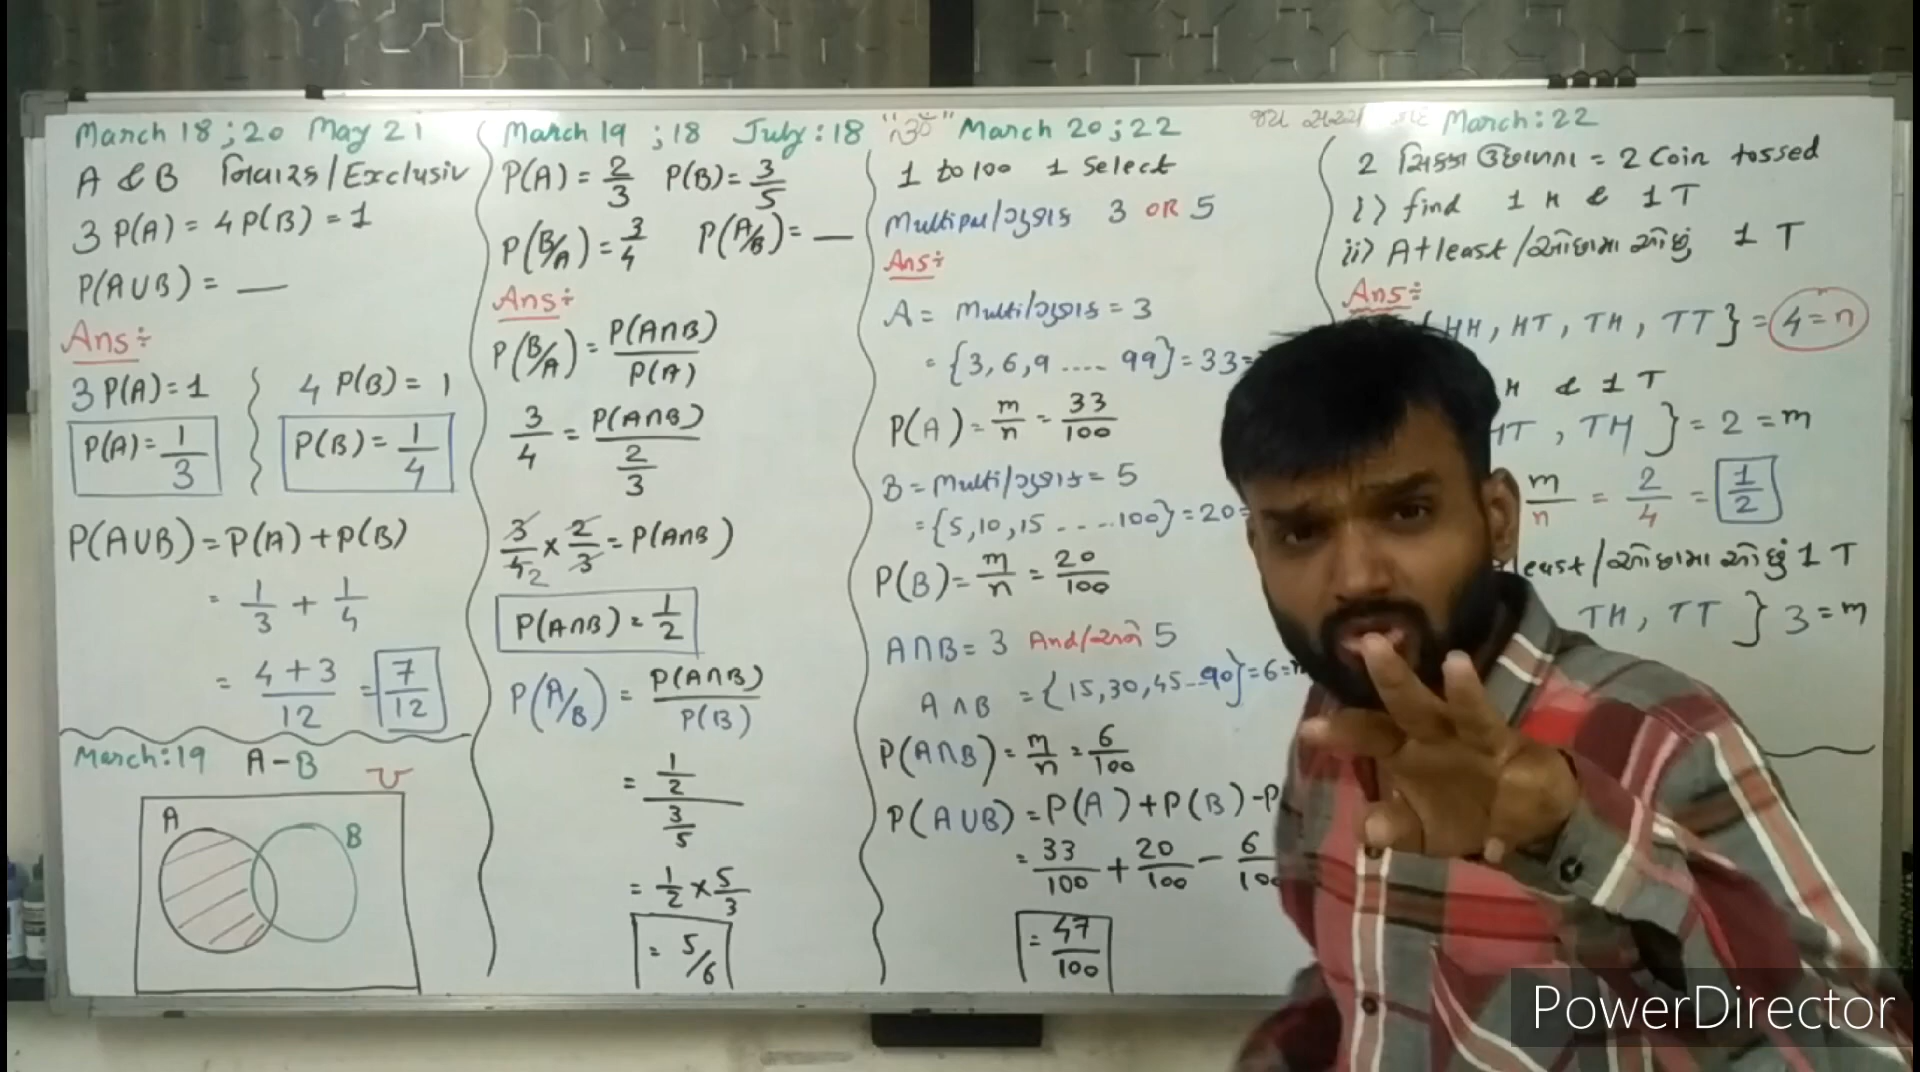 March 18 ; 20 May 21
A & B નિવારક / Exclusiv
3 P(A) = 4 P(B) = 1
P(A∪B) = __
Ans÷
3 P(A) = 1
P(A) = 1/3
4 P(B) = 1
P(B) = 1/4
P(A∪B) = P(A) + P(B)
= 1/3 + 1/4
= 4 + 3/12 = 7/12
March:19 A - B
U
A B
March 19 ; 18 July : 18
P(A) = 2/3 P(B) = 3/5
P(B/A) = 3/4 P(A/B) = __
Ans÷
P(B/A) = P(A∩B)/P(A)
3/4 = P(A∩B)/2/3
3/4 2 × 2/3 = P(A∩B)
P(A∩B) = 1/2
P(A/B) = P(A∩B)/P(B)
= 1/2/3/5
= 1/2 × 5/3
= 5/6
March 20 ; 22
1 to 100 1 Select
Multipal/ગુણાંક 3 OR 5
Ans÷
A = Multi/ગુણાંક = 3
= {3, 6, 9 .... 99} = 33 =
P(A) = m/n = 33/100
B = Multi/ગુણાંક = 5
= {5, 10, 15 ----100} = 20 =
P(B) = m/n = 20/100
A∩B = 3 And/અને 5
A∩B = {15, 30, 45--90} = 6 = m
P(A∩B) = m/n = 6/100
P(A∪B) = P(A) + P(B) - P
= 33/100 + 20/100 - 6/100
= 47/100
March : 22
2 સિક્કા ઉછાળતા = 2 Coin tossed
i) find 1 H & 1 T
ii) Atleast/ઓછામાં ઓછું 1 T
Ans÷
{HH, HT, TH, TT} = 4 = n
H & 1 T
HT, TH} = 2 = m
m/n = 2/4 = 1/2
least/ઓછામાં ઓછું 1 T
TH, TT} 3 = m
PowerDirector